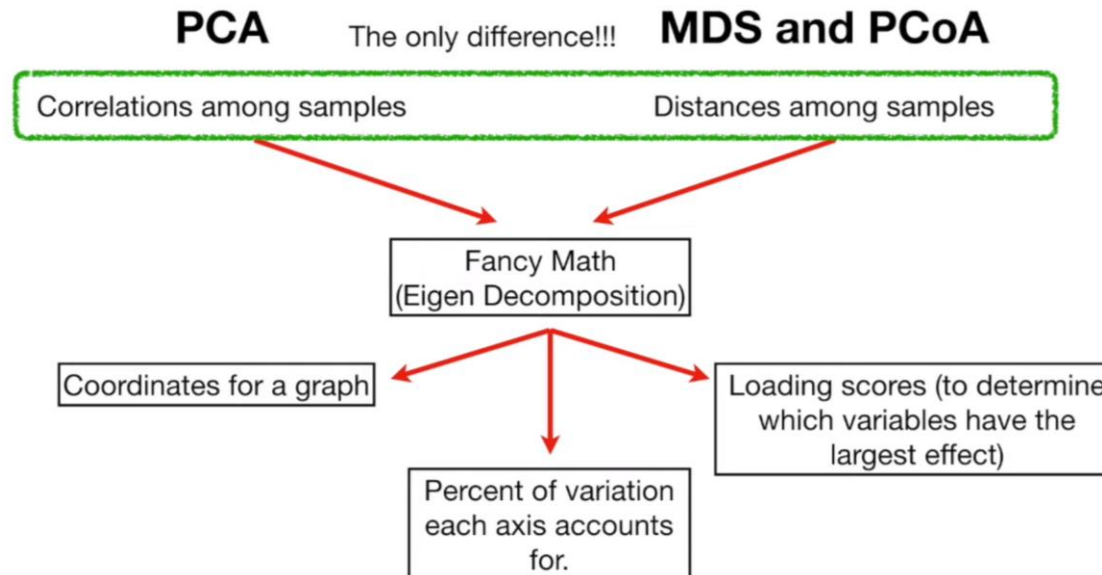 PCA The only difference!!! MDS and PCoA
Correlations among samples Distances among samples
Fancy Math
(Eigen Decomposition)
Coordinates for a graph
Loading scores (to determine
which variables have the
largest effect)
Percent of variation
each axis accounts
for.